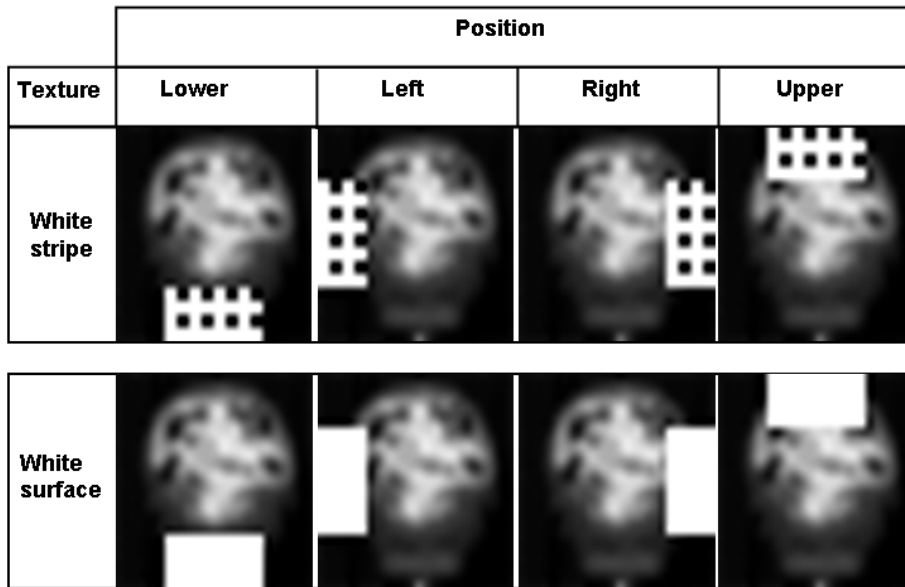 Position
Texture Lower Left Right Upper
White
stripe
White
surface